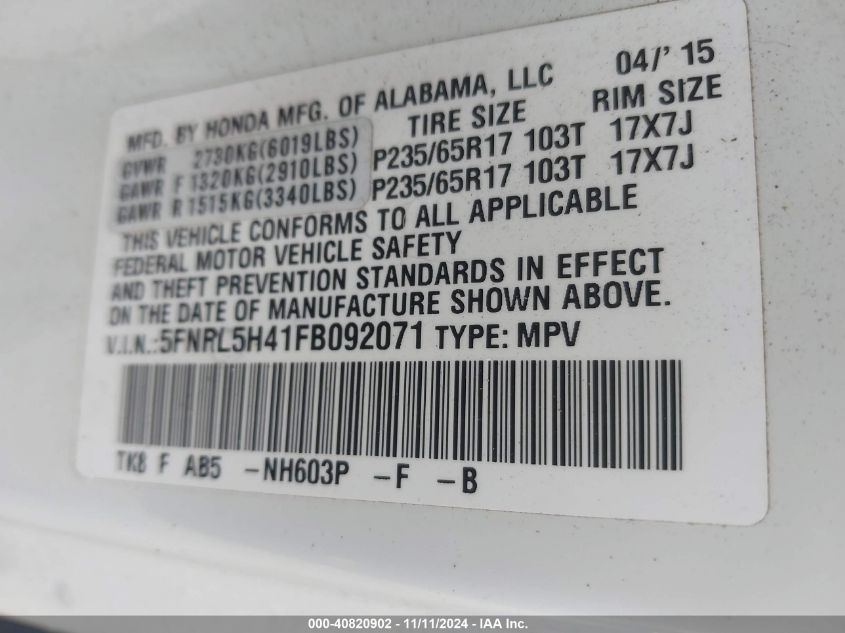 MFD. BY HONDA MFG. OF ALABAMA, LLC 04/' 15
TIRE SIZE RIM SIZE
GVWR 2730KG(6019LBS)
GAWR F 1320KG(2910LBS) P235/65R17 103T 17X7J
GAWR R 1515KG(3340LBS) P235/65R17 103T 17X7J
THIS VEHICLE CONFORMS TO ALL APPLICABLE
FEDERAL MOTOR VEHICLE SAFETY
AND THEFT PREVENTION STANDARDS IN EFFECT
ON THE DATE OF MANUFACTURE SHOWN ABOVE.
V.I.N.:5FNRL5H41FB092071 TYPE: MPV
TK8 F AB5 -NH603P -F -B
000-40820902 - 11/11/2024 - IAA Inc.